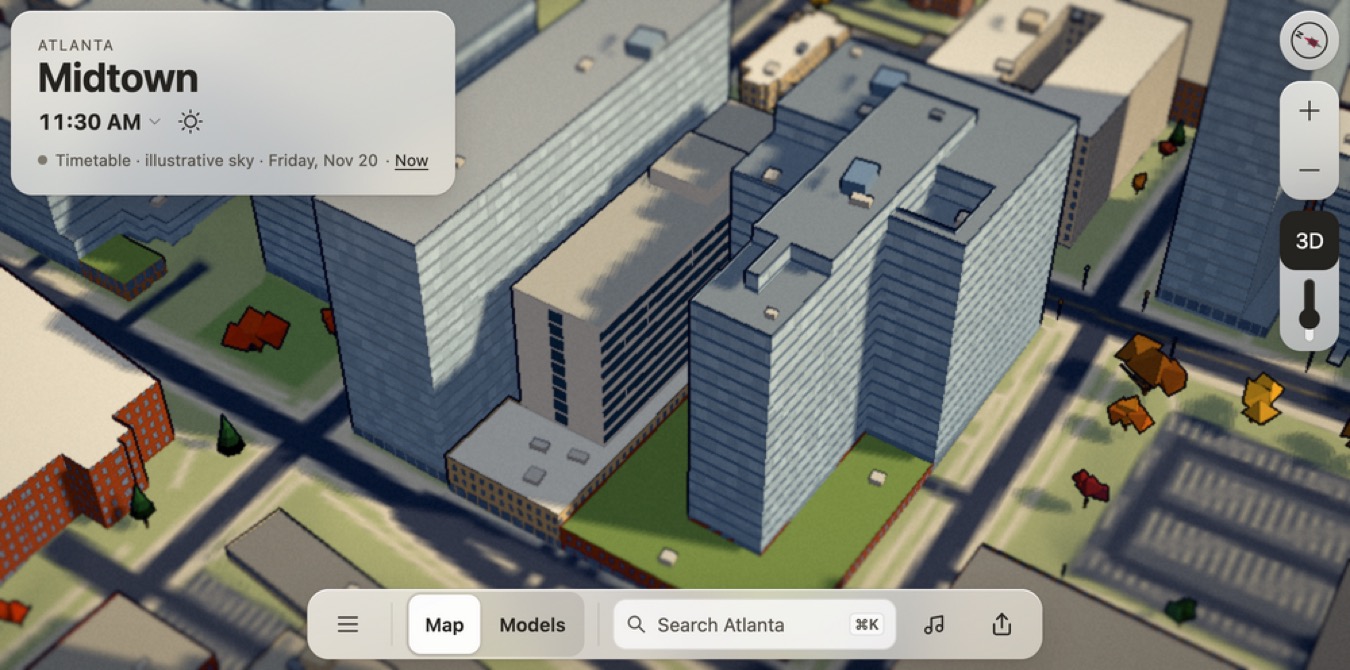 ATLANTA
Midtown
11:30 AM
Timetable · illustrative sky · Friday, Nov 20 · Now
N
+
−
3D
Map
Models
Search Atlanta
⌘K